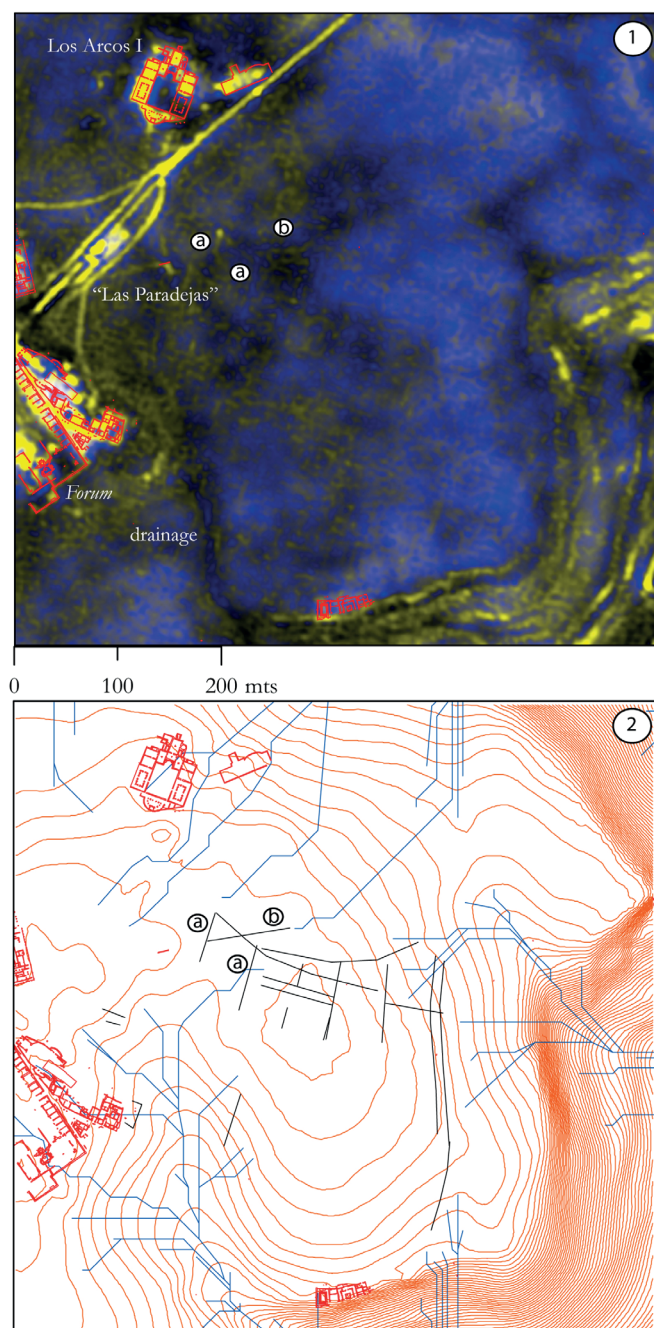 1
Los Arcos I
a
b
a
“Las Paradejas”
Forum
drainage
0 100 200 mts
2
a
b
a